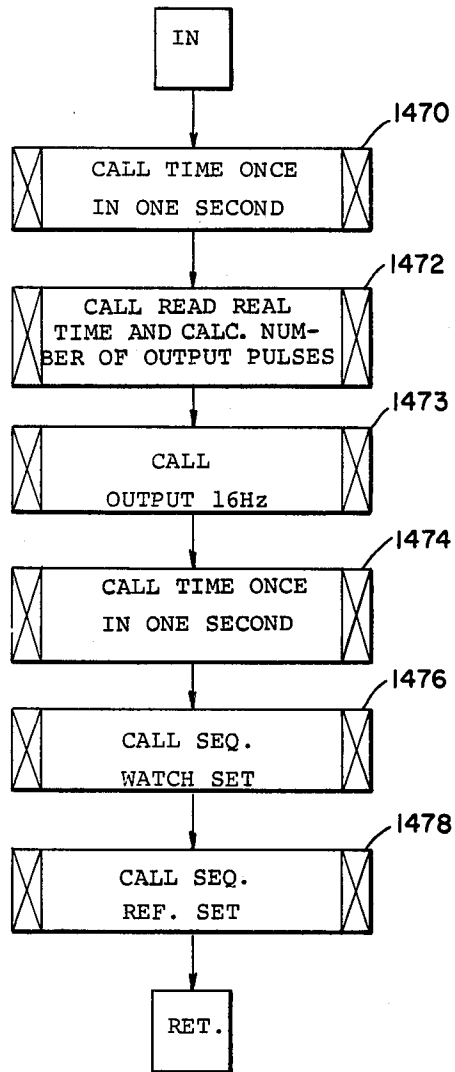 IN
1470
CALL TIME ONCE
IN ONE SECOND
1472
CALL READ REAL
TIME AND CALC. NUM-
BER OF OUTPUT PULSES
1473
CALL
OUTPUT 16Hz
1474
CALL TIME ONCE
IN ONE SECOND
1476
CALL SEQ.
WATCH SET
1478
CALL SEQ.
REF. SET
RET.